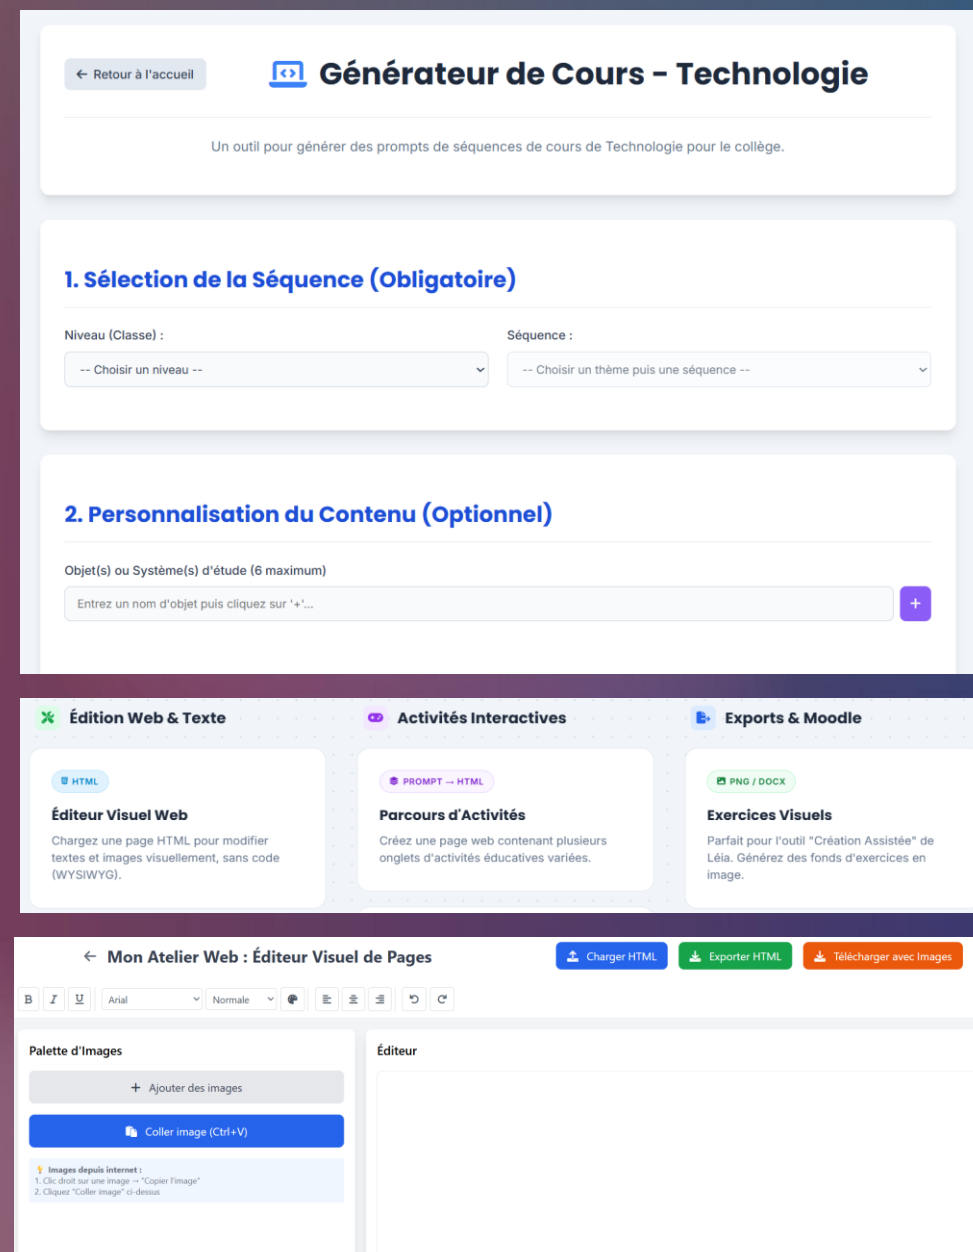 ← Retour à l'accueil
Générateur de Cours - Technologie
Un outil pour générer des prompts de séquences de cours de Technologie pour le collège.
1. Sélection de la Séquence (Obligatoire)
Niveau (Classe) :
Séquence :
-- Choisir un niveau --
-- Choisir un thème puis une séquence --
2. Personnalisation du Contenu (Optionnel)
Objet(s) ou Système(s) d'étude (6 maximum)
Entrez un nom d'objet puis cliquez sur '+'...
+
Édition Web & Texte
HTML
Éditeur Visuel Web
Chargez une page HTML pour modifier
textes et images visuellement, sans code
(WYSIWYG).
Activités Interactives
PROMPT → HTML
Parcours d'Activités
Créez une page web contenant plusieurs
onglets d'activités éducatives variées.
Exports & Moodle
PNG / DOCX
Exercices Visuels
Parfait pour l'outil "Création Assistée" de
Léia. Générez des fonds d'exercices en
image.
← Mon Atelier Web : Éditeur Visuel de Pages
Charger HTML
Exporter HTML
Télécharger avec Images
B I U Arial Normale
Palette d'Images
+ Ajouter des images
Coller image (Ctrl+V)
Images depuis internet :
1. Clic droit sur une image → "Copier l'image"
2. Cliquez "Coller image" ci-dessus
Éditeur